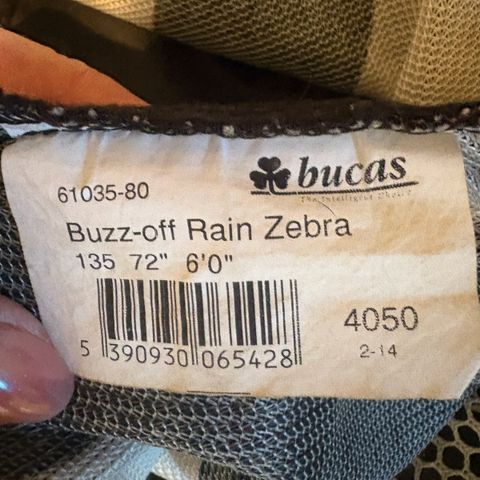 bucas
The Intelligent Choice
61035-80
Buzz-off Rain Zebra
135 72" 6'0"
5 390930 065428
4050
2-14